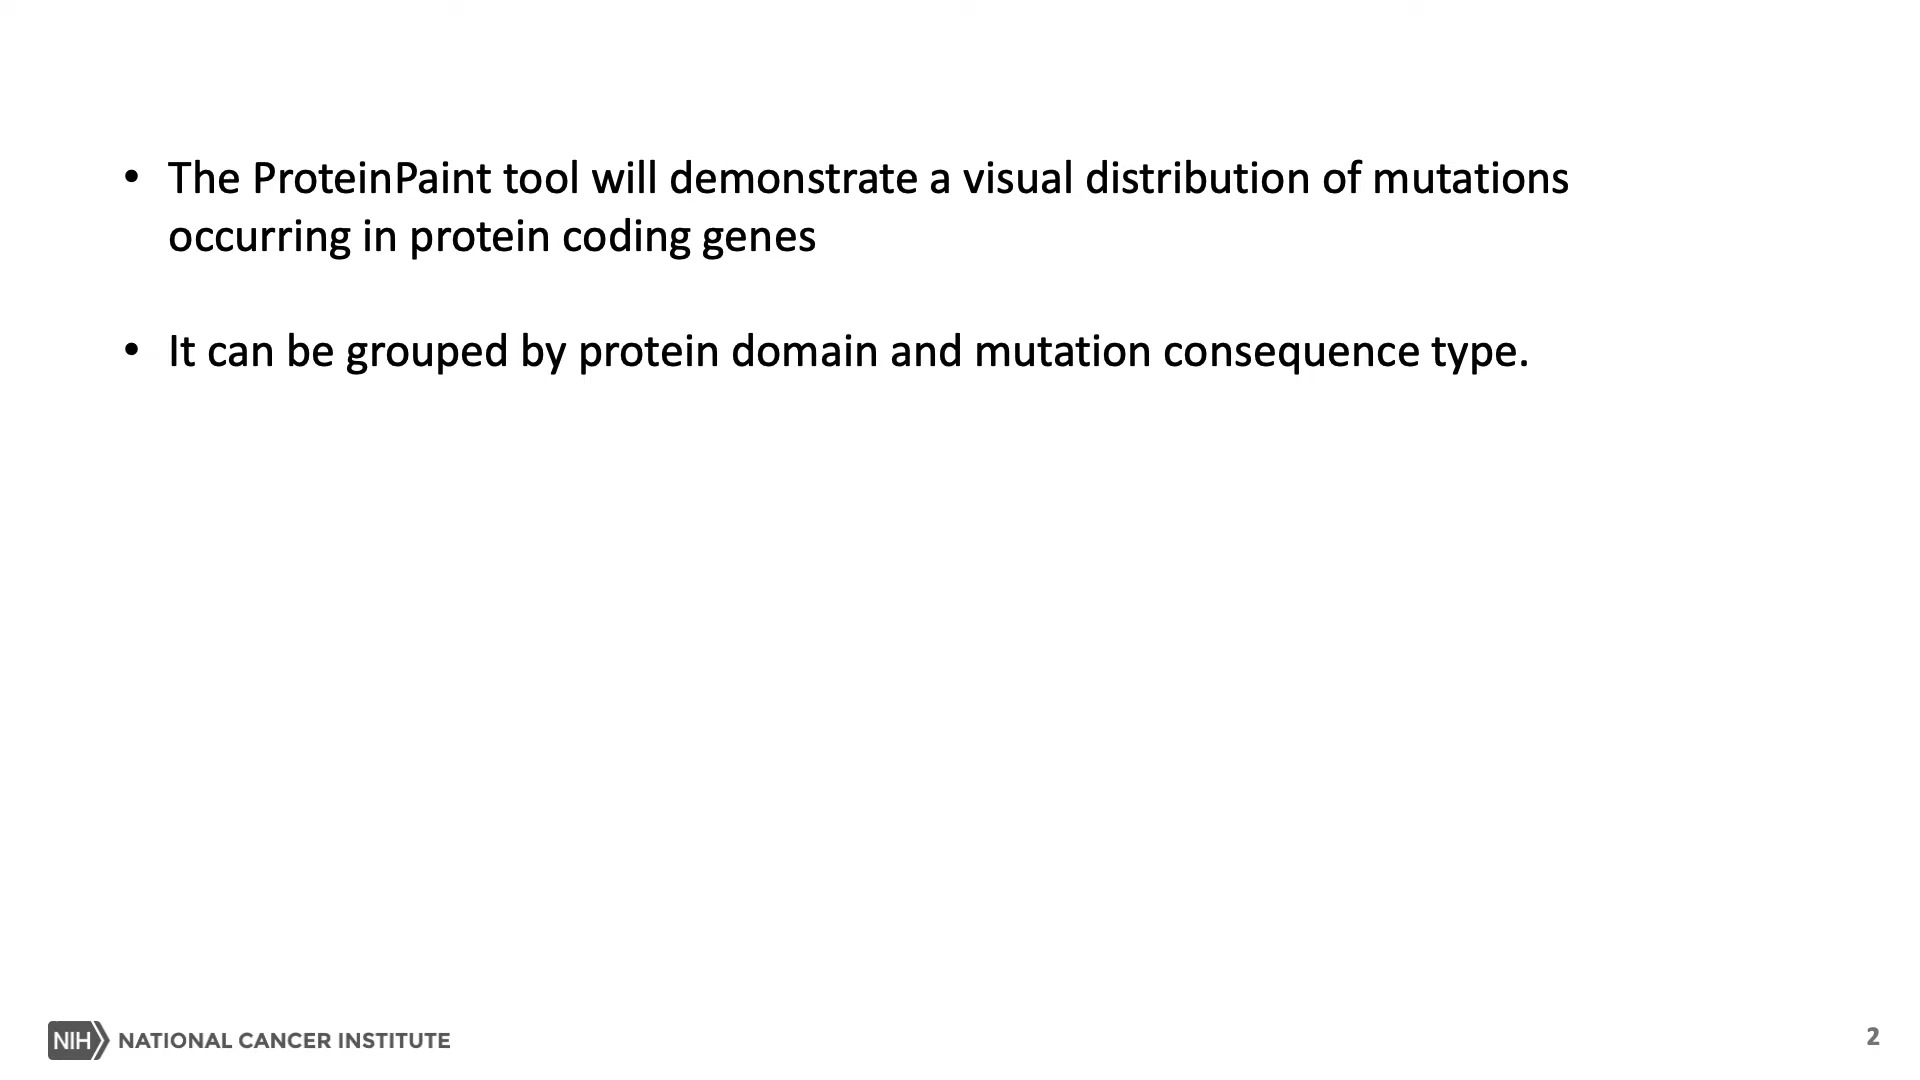 • The ProteinPaint tool will demonstrate a visual distribution of mutations
occurring in protein coding genes
• It can be grouped by protein domain and mutation consequence type.
NIH NATIONAL CANCER INSTITUTE
2